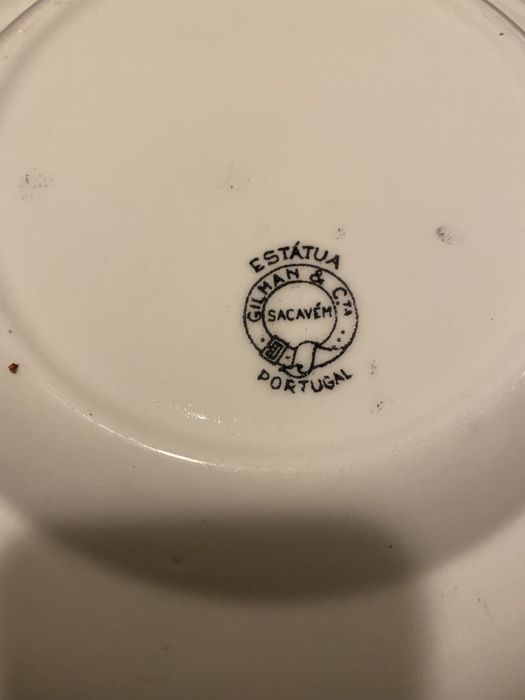 ESTÁTUA
GILMAN & C.TA
SACAVÉM
PORTUGAL